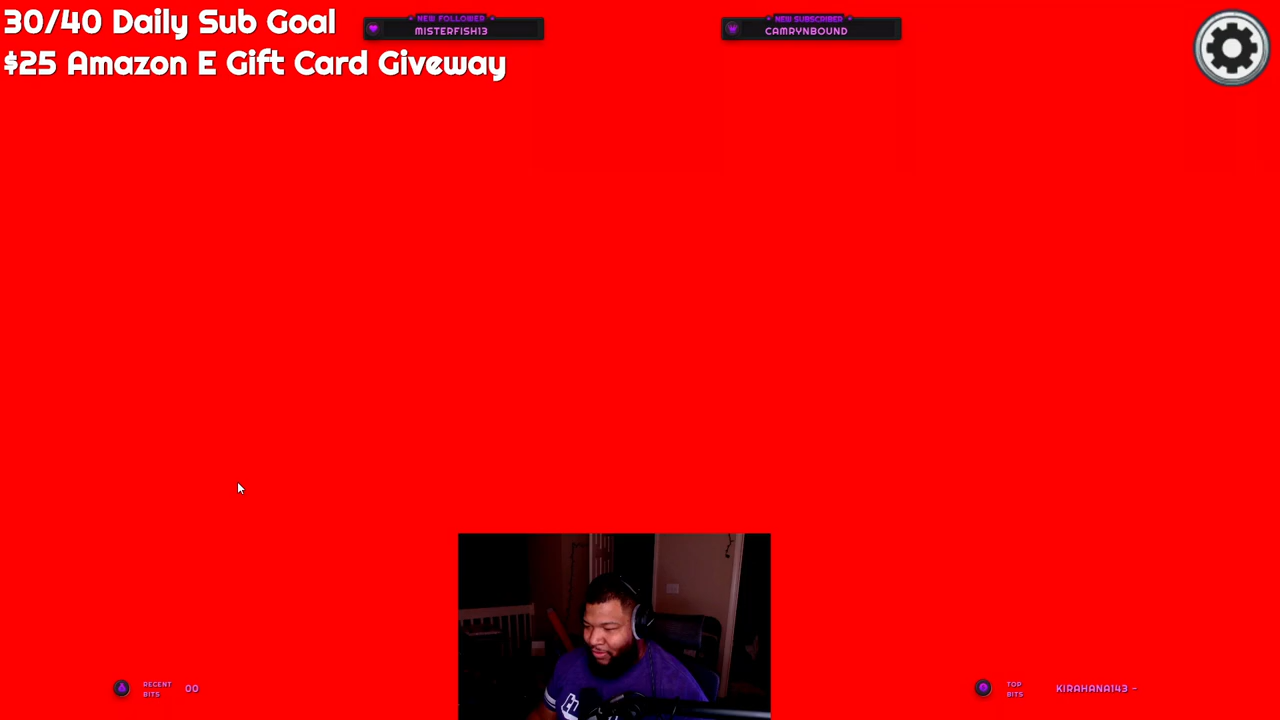 30/40 Daily Sub Goal
$25 Amazon E Gift Card Giveway
NEW FOLLOWER
MISTERFISH13
NEW SUBSCRIBER
CAMRYNBOUND
RECENT
BITS
00
TOP
BITS
KIRAHANA143 -